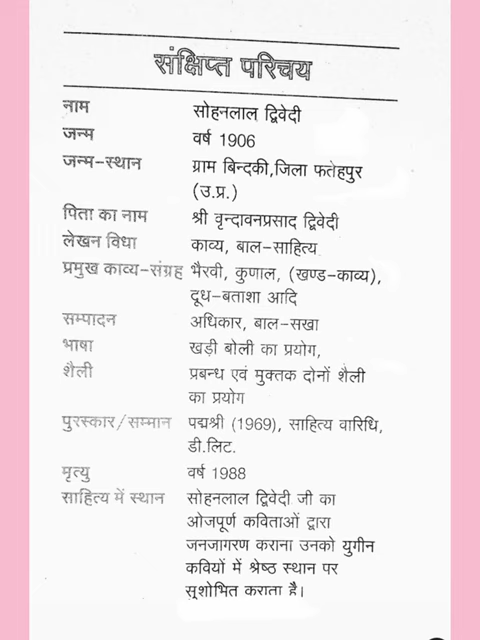 संक्षिप्त परिचय
नाम सोहनलाल द्विवेदी
जन्म वर्ष 1906
जन्म-स्थान ग्राम बिन्दकी,जिला फतेहपुर
(उ.प्र.)
पिता का नाम श्री वृन्दावनप्रसाद द्विवेदी
लेखन विधा काव्य, बाल-साहित्य
प्रमुख काव्य-संग्रह भैरवी, कुणाल, (खण्ड-काव्य),
दूध-बताशा आदि
सम्पादन अधिकार, बाल-सखा
भाषा खड़ी बोली का प्रयोग,
शैली प्रबन्ध एवं मुक्तक दोनों शैली
का प्रयोग
पुरस्कार/सम्मान पद्मश्री (1969), साहित्य वारिधि,
डी.लिट.
मृत्यु वर्ष 1988
साहित्य में स्थान सोहनलाल द्विवेदी जी का
ओजपूर्ण कविताओं द्वारा
जनजागरण कराना उनको युगीन
कवियों में श्रेष्ठ स्थान पर
सुशोभित कराता है।